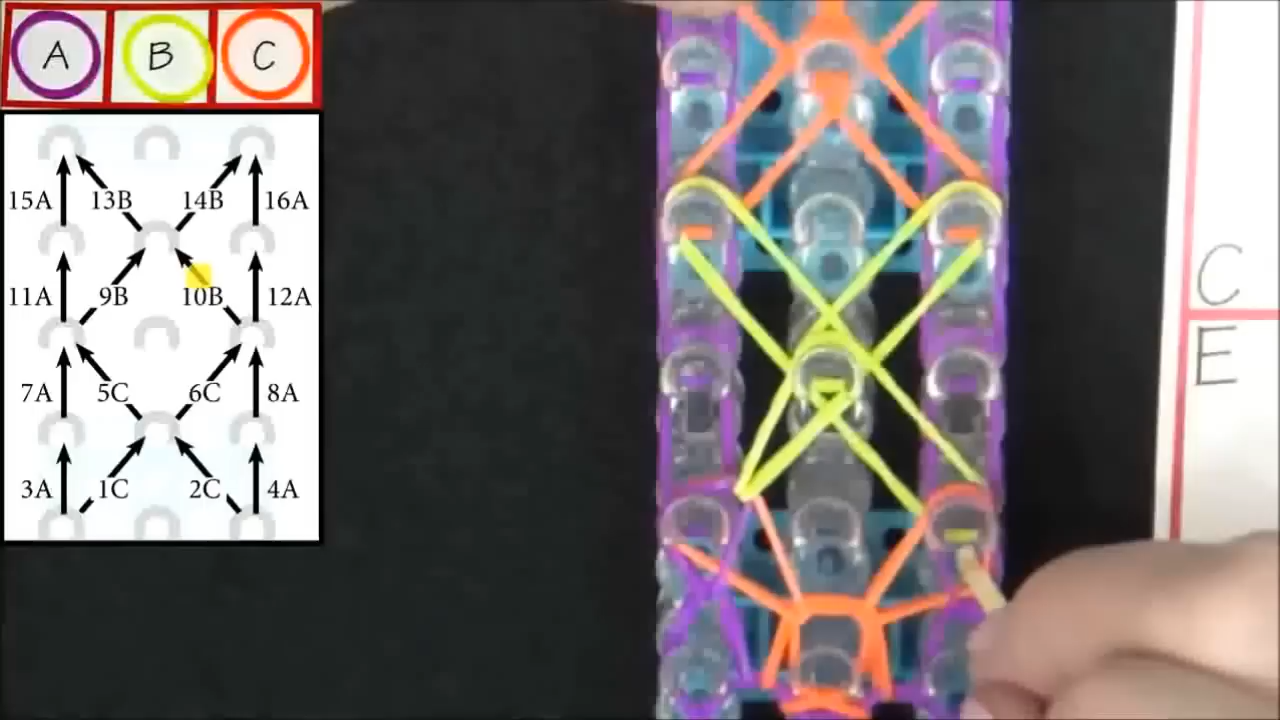 A B C
15A 13B 14B 16A
11A 9B 10B 12A
7A 5C 6C 8A
3A 1C 2C 4A
C
E